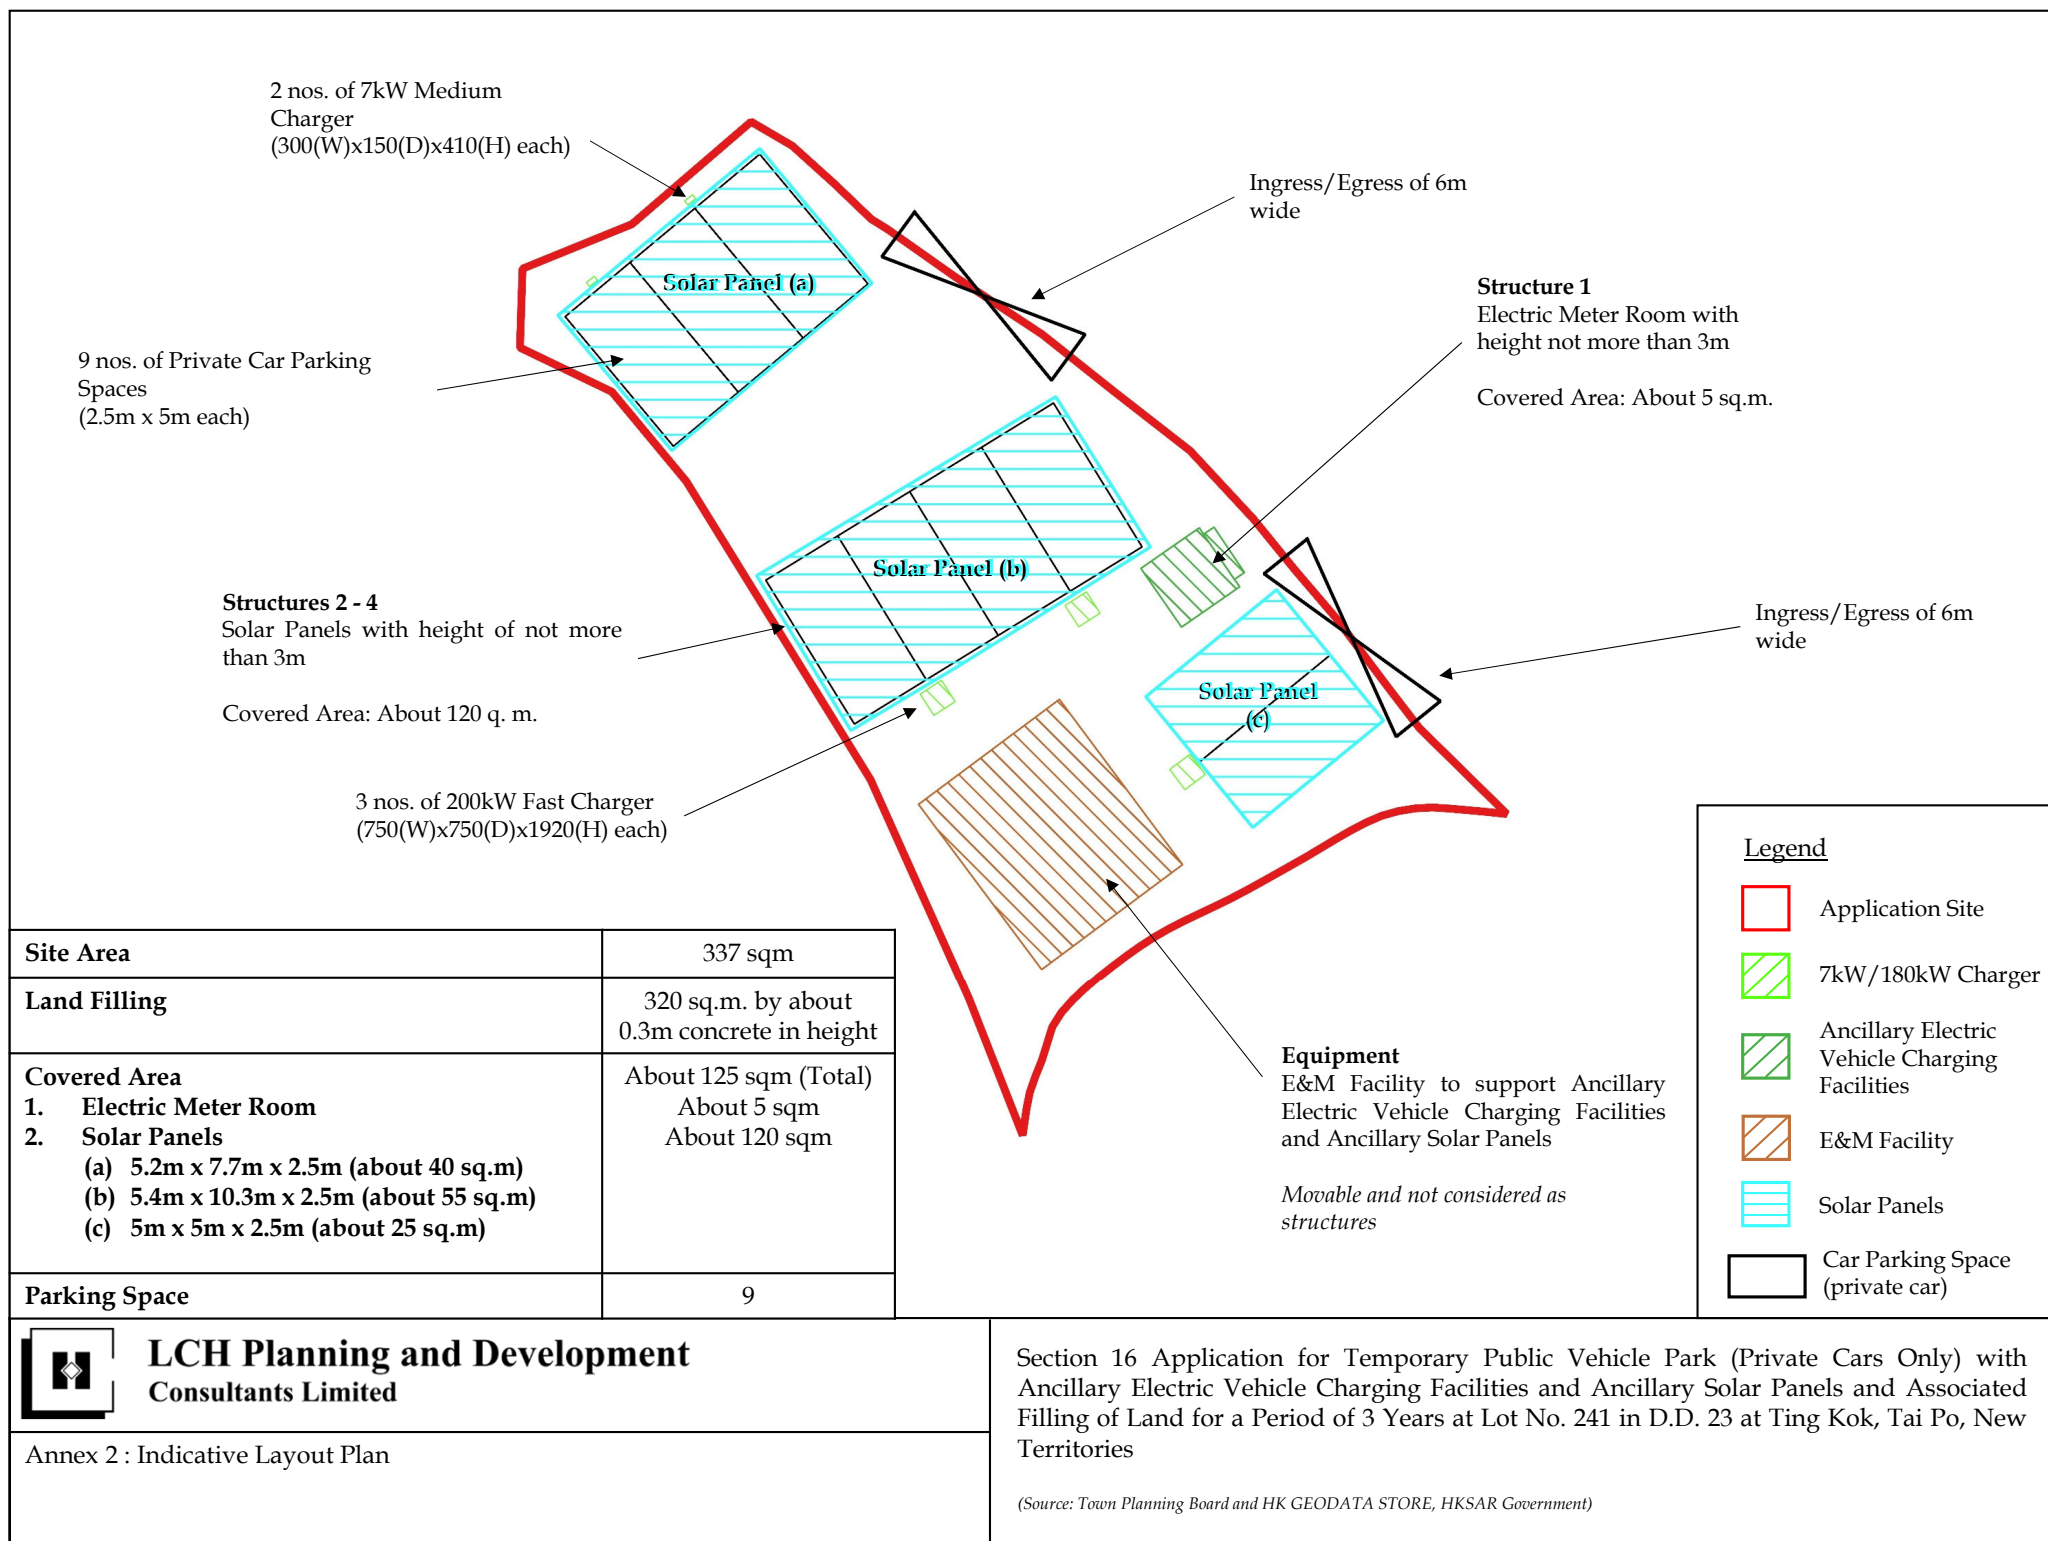 2 nos. of 7kW Medium
Charger
(300(W)x150(D)x410(H) each)
Ingress/Egress of 6m
wide
Solar Panel (a)
Structure 1
Electric Meter Room with
height not more than 3m
Covered Area: About 5 sq.m.
9 nos. of Private Car Parking
Spaces
(2.5m x 5m each)
Solar Panel (b)
Structures 2 - 4
Solar Panels with height of not more
than 3m
Covered Area: About 120 q. m.
Ingress/Egress of 6m
wide
Solar Panel
(c)
3 nos. of 200kW Fast Charger
(750(W)x750(D)x1920(H) each)
Equipment
E&M Facility to support Ancillary
Electric Vehicle Charging Facilities
and Ancillary Solar Panels
Movable and not considered as
structures
Legend
Application Site
7kW/180kW Charger
Ancillary Electric
Vehicle Charging
Facilities
E&M Facility
Solar Panels
Car Parking Space
(private car)
Site Area 337 sqm
Land Filling 320 sq.m. by about
0.3m concrete in height
Covered Area About 125 sqm (Total)
1. Electric Meter Room About 5 sqm
2. Solar Panels About 120 sqm
(a) 5.2m x 7.7m x 2.5m (about 40 sq.m)
(b) 5.4m x 10.3m x 2.5m (about 55 sq.m)
(c) 5m x 5m x 2.5m (about 25 sq.m)
Parking Space 9
LCH Planning and Development
Consultants Limited
Annex 2 : Indicative Layout Plan
Section 16 Application for Temporary Public Vehicle Park (Private Cars Only) with
Ancillary Electric Vehicle Charging Facilities and Ancillary Solar Panels and Associated
Filling of Land for a Period of 3 Years at Lot No. 241 in D.D. 23 at Ting Kok, Tai Po, New
Territories
(Source: Town Planning Board and HK GEODATA STORE, HKSAR Government)